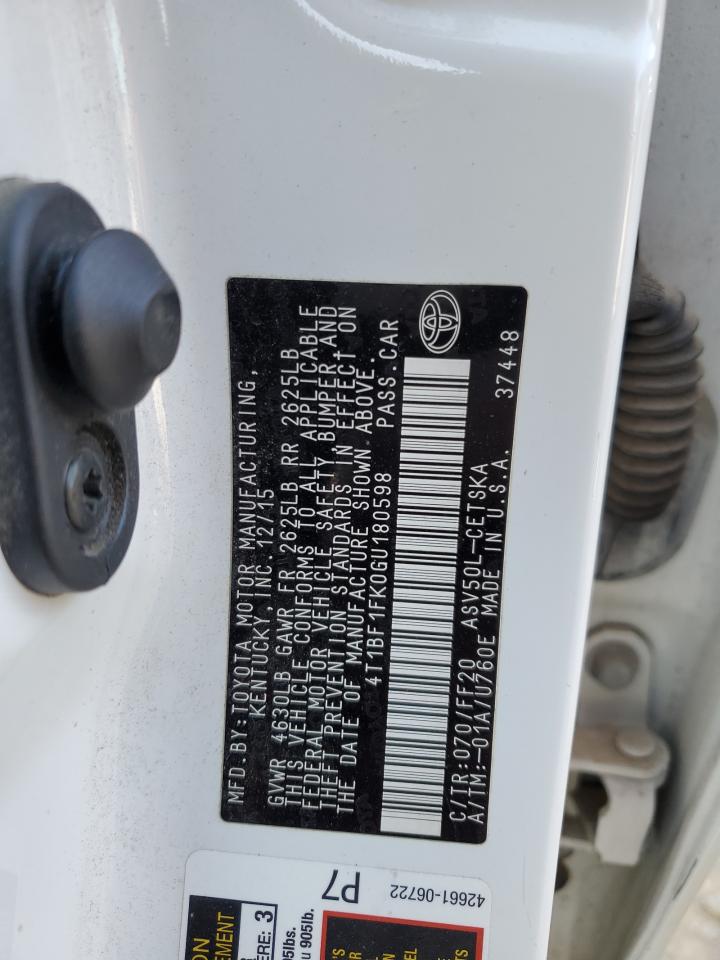 MFD.BY:TOYOTA MOTOR MANUFACTURING,
KENTUCKY, INC. 12/15
GVWR 4630LB GAWR FR 2625LB RR 2625LB
THIS VEHICLE CONFORMS TO ALL APPLICABLE
FEDERAL MOTOR VEHICLE SAFETY, BUMPER,AND
THEFT PREVENTION STANDARDS IN EFFECT ON
THE DATE OF MANUFACTURE SHOWN ABOVE.
4T1BF1FK0GU180598 PASS.CAR
C/TR:070/FF20 ASV50L-CETSKA
A/TM:-01A/U760E MADE IN U.S.A. 37448
P7
42661-06722
ERE: 3
905lb.